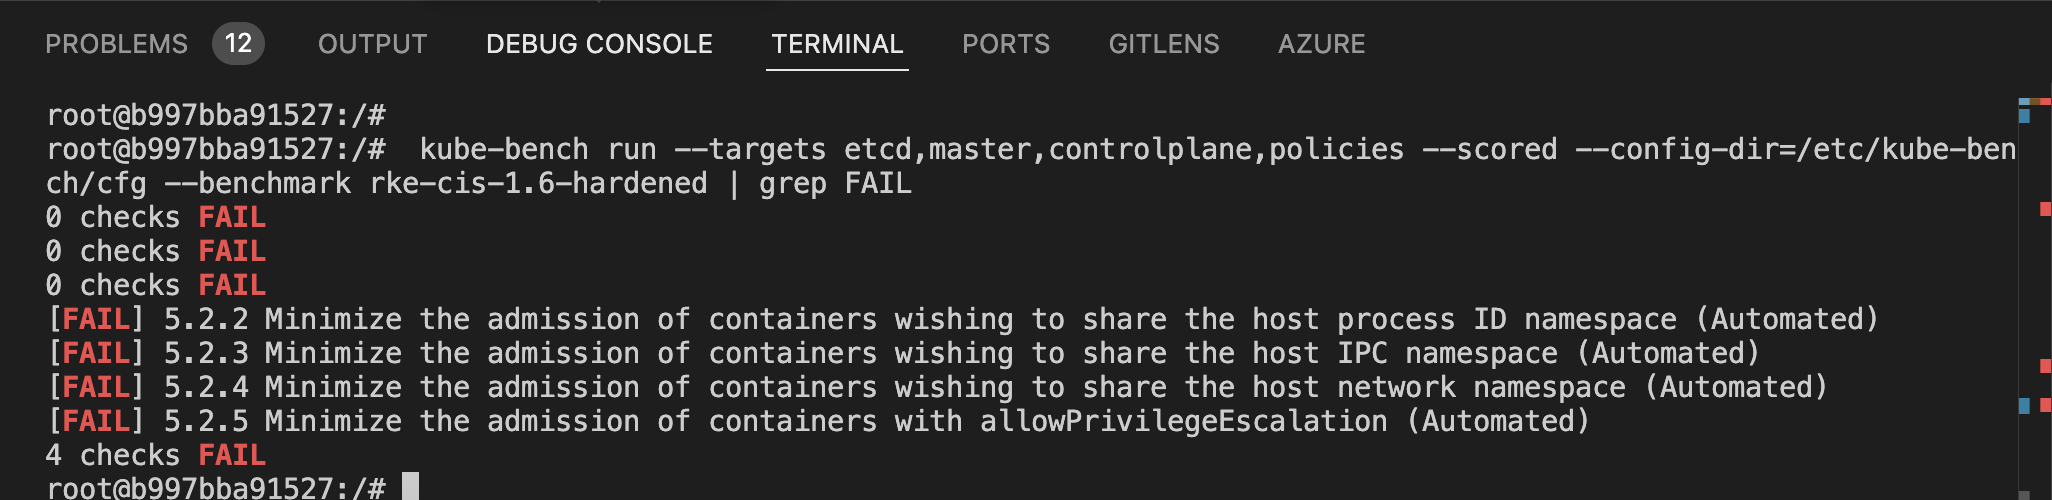 PROBLEMS 12 OUTPUT DEBUG CONSOLE TERMINAL PORTS GITLENS AZURE
root@b997bba91527:/#
root@b997bba91527:/#  kube-bench run --targets etcd,master,controlplane,policies --scored --config-dir=/etc/kube-ben
ch/cfg --benchmark rke-cis-1.6-hardened | grep FAIL
0 checks FAIL
0 checks FAIL
0 checks FAIL
[FAIL] 5.2.2 Minimize the admission of containers wishing to share the host process ID namespace (Automated)
[FAIL] 5.2.3 Minimize the admission of containers wishing to share the host IPC namespace (Automated)
[FAIL] 5.2.4 Minimize the admission of containers wishing to share the host network namespace (Automated)
[FAIL] 5.2.5 Minimize the admission of containers with allowPrivilegeEscalation (Automated)
4 checks FAIL
root@b997bba91527:/#